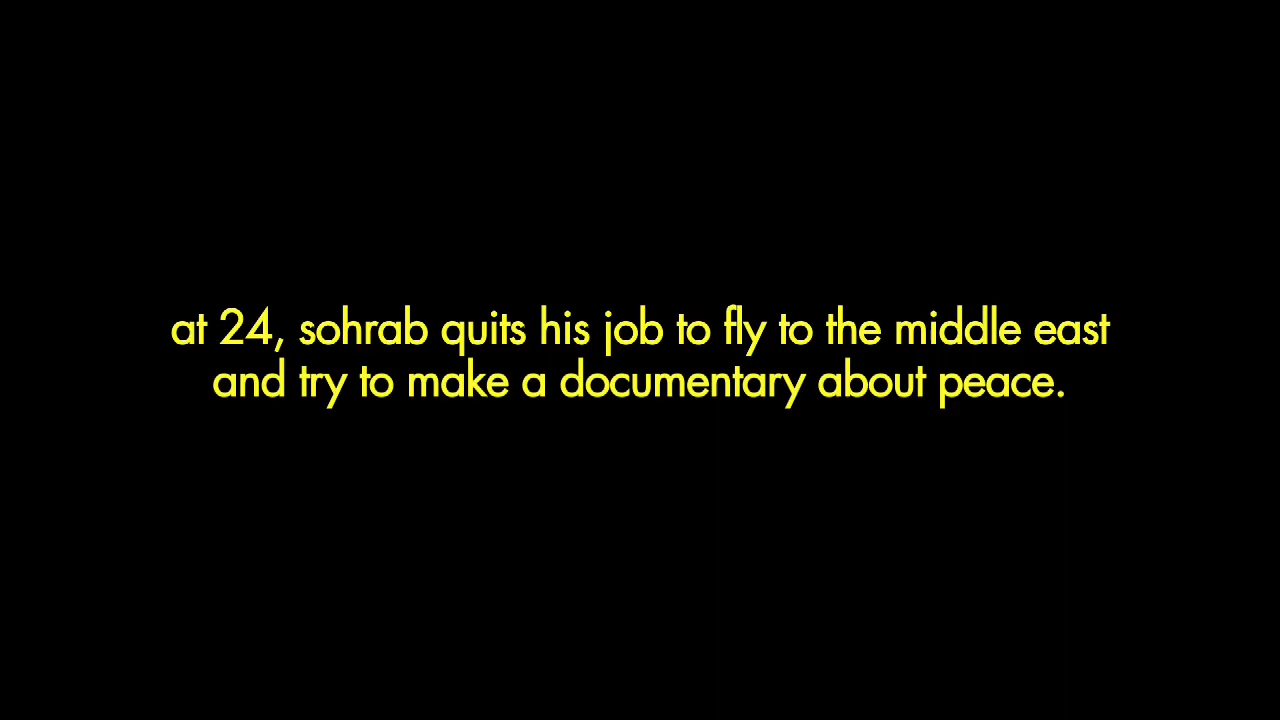 at 24, sohrab quits his job to fly to the middle east
and try to make a documentary about peace.